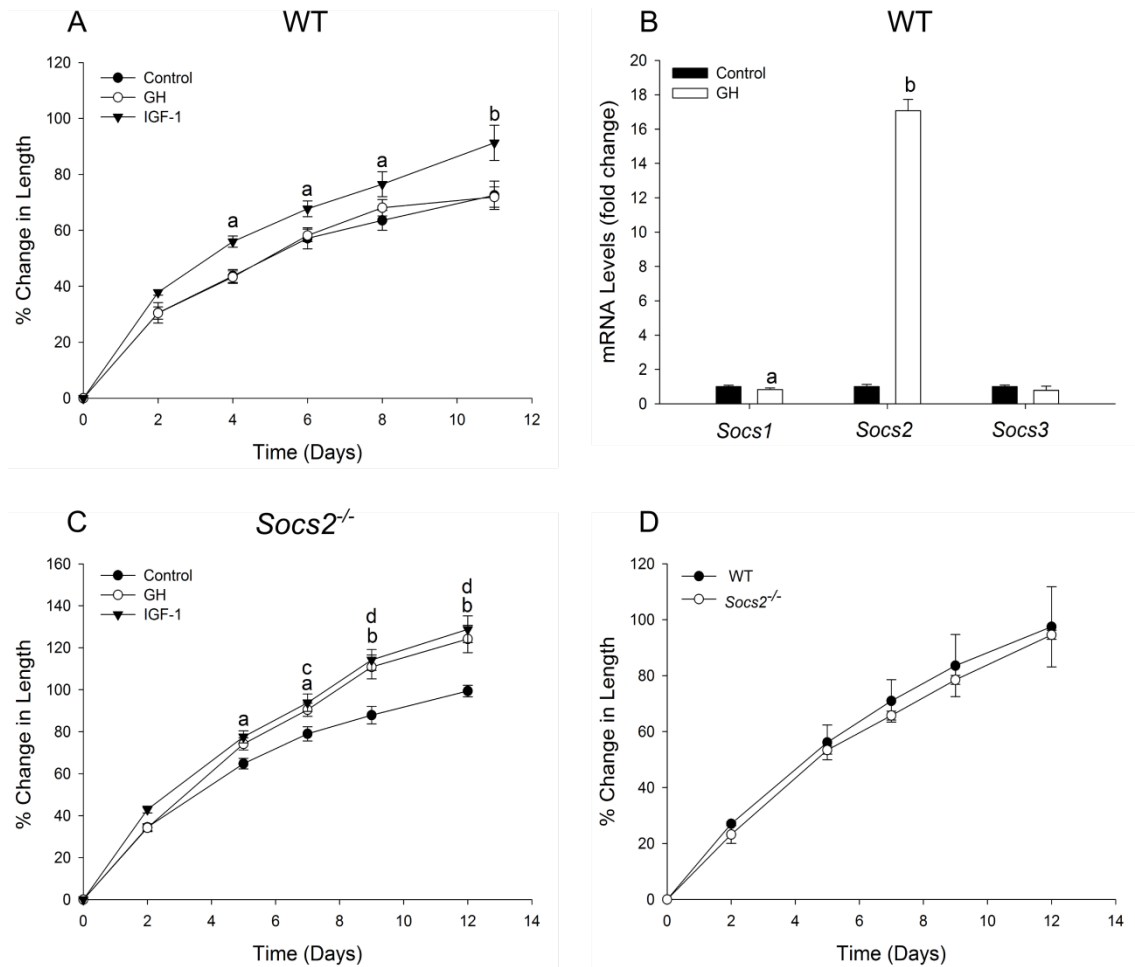 A
WT
120
100
80
60
40
20
0
% Change in Length
Control
GH
IGF-1
a
a
a
b
0 2 4 6 8 10 12
Time (Days)
B
WT
20
18
16
14
12
10
8
6
4
2
0
mRNA Levels (fold change)
Control
GH
a
b
Socs1 Socs2 Socs3
C
Socs2-/-
160
140
120
100
80
60
40
20
0
% Change in Length
Control
GH
IGF-1
a
c
a
d
b
d
b
0 2 4 6 8 10 12 14
Time (Days)
D
120
100
80
60
40
20
0
% Change in Length
WT
Socs2-/-
0 2 4 6 8 10 12 14
Time (Days)